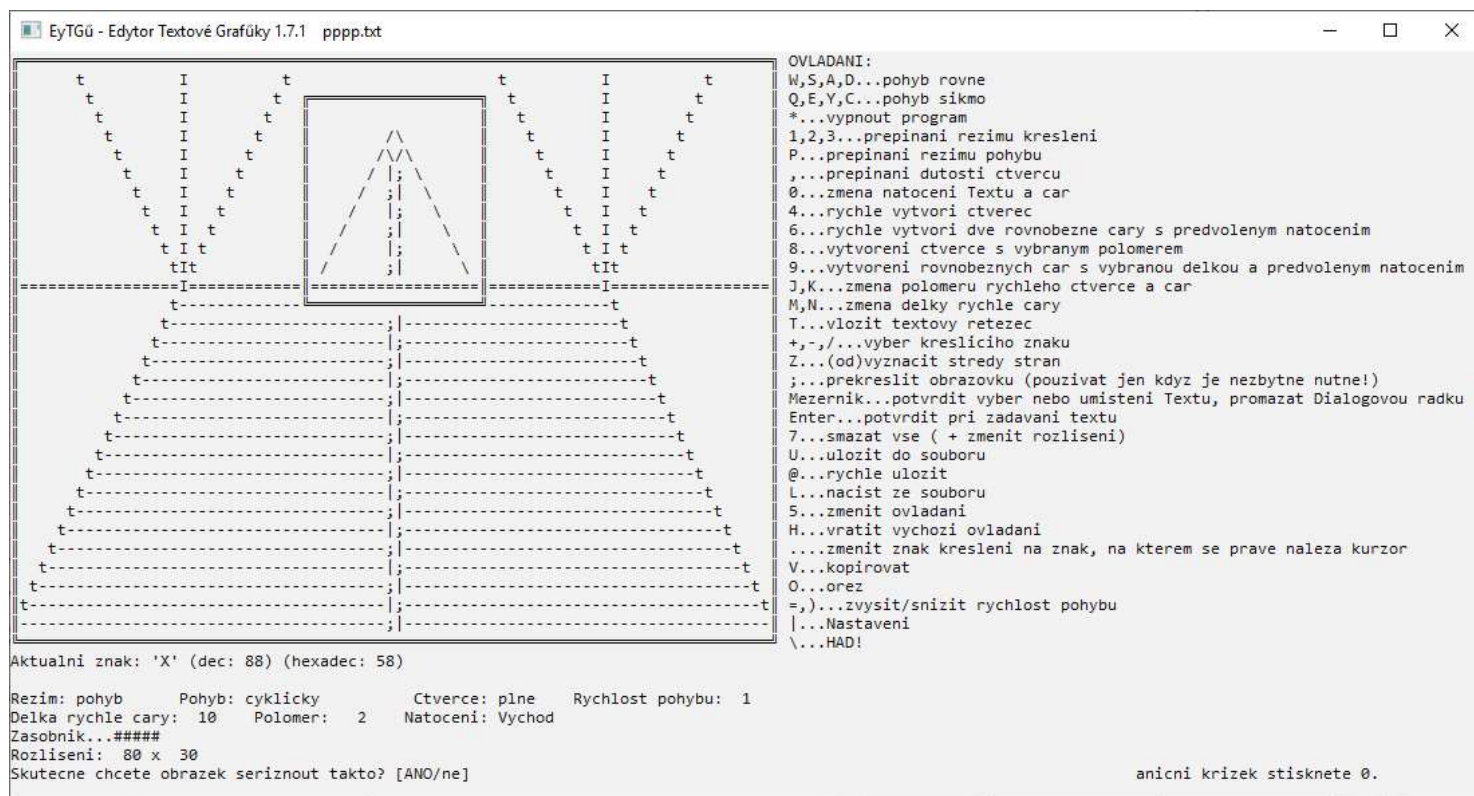 EyTGű - Edytor Textové Grafűky 1.7.1 pppp.txt
OVLADANI:
W,S,A,D...pohyb rovne
Q,E,Y,C...pohyb sikmo
*...vypnout program
1,2,3...prepinani rezimu kresleni
P...prepinani rezimu pohybu
,...prepinani dutosti ctvercu
0...zmena natoceni Textu a car
4...rychle vytvori ctverec
6...rychle vytvori dve rovnobezne cary s predvolenym natocenim
8...vytvoreni ctverce s vybranym polomerem
9...vytvoreni rovnobeznych car s vybranou delkou a predvolenym natocenim
J,K...zmena polomeru rychleho ctverce a car
M,N...zmena delky rychle cary
T...vlozit textovy retezec
+,-,/...vyber kresliciho znaku
Z...(od)vyznacit stredy stran
;...prekreslit obrazovku (pouzivat jen kdyz je nezbytne nutne!)
Mezernik...potvrdit vyber nebo umisteni Textu, promazat Dialogovou radku
Enter...potvrdit pri zadavani textu
7...smazat vse ( + zmenit rozliseni)
U...ulozit do souboru
@...rychle ulozit
L...nacist ze souboru
5...zmenit ovladani
H...vratit vychozi ovladani
....zmenit znak kresleni na znak, na kterem se prave naleza kurzor
V...kopirovat
O...orez
=,)...zvysit/snizit rychlost pohybu
|...Nastaveni
\...HAD!
Aktualni znak: 'X' (dec: 88) (hexadec: 58)
Rezim: pohyb Pohyb: cyklicky Ctverce: plne Rychlost pohybu: 1
Delka rychle cary: 10 Polomer: 2 Natoceni: Vychod
Zasobnik...#####
Rozliseni: 80 x 30
Skutecne chcete obrazek seriznout takto? [ANO/ne] anicni krizek stisknete 0.